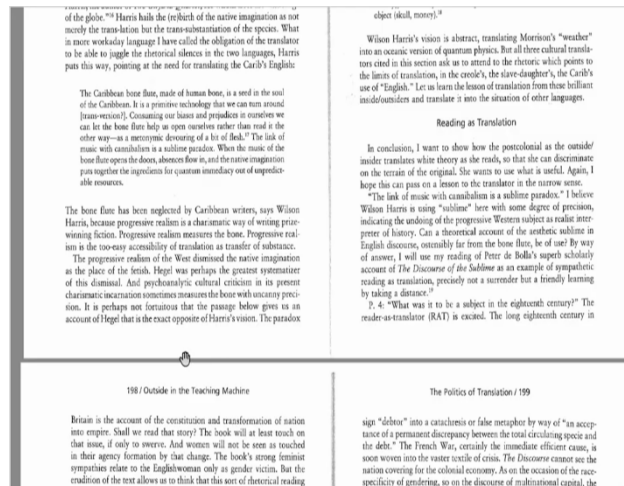 of the globe."¹⁶ Harris hails the (re)birth of the native imagination as not
merely the trans-lation but the trans-substantiation of the species. What
in more workaday language I have called the obligation of the translator
to be able to juggle the rhetorical silences in the two languages, Harris
puts this way, pointing at the need for translating the Carib's English:
The Caribbean bone flute, made of human bone, is a seed in the soul
of the Caribbean. It is a primitive technology that we can turn around
[trans-version?]. Consuming our biases and prejudices in ourselves we
can let the bone flute help us open ourselves rather than read it the
other way—as a metonymic devouring of a bit of flesh.¹⁷ The link of
music with cannibalism is a sublime paradox. When the music of the
bone flute opens the doors, absences flow in, and the native imagination
puts together the ingredients for quantum immediacy out of unpredict-
able resources.
The bone flute has been neglected by Caribbean writers, says Wilson
Harris, because progressive realism is a charismatic way of writing prize-
winning fiction. Progressive realism measures the bone. Progressive real-
ism is the too-easy accessibility of translation as transfer of substance.
The progressive realism of the West dismissed the native imagination
as the place of the fetish. Hegel was perhaps the greatest systematizer
of this dismissal. And psychoanalytic cultural criticism in its present
charismatic incarnation sometimes measures the bone with uncanny preci-
sion. It is perhaps not fortuitous that the passage below gives us an
account of Hegel that is the exact opposite of Harris's vision. The paradox
object (skull, money).¹⁸
Wilson Harris's vision is abstract, translating Morrison's "weather"
into an oceanic version of quantum physics. But all three cultural transla-
tors cited in this section ask us to attend to the rhetoric which points to
the limits of translation, in the creole's, the slave-daughter's, the Carib's
use of "English." Let us learn the lesson of translation from these brilliant
inside/outsiders and translate it into the situation of other languages.
Reading as Translation
In conclusion, I want to show how the postcolonial as the outside/
insider translates white theory as she reads, so that she can discriminate
on the terrain of the original. She wants to use what is useful. Again, I
hope this can pass on a lesson to the translator in the narrow sense.
"The link of music with cannibalism is a sublime paradox." I believe
Wilson Harris is using "sublime" here with some degree of precision,
indicating the undoing of the progressive Western subject as realist inter-
preter of history. Can a theoretical account of the aesthetic sublime in
English discourse, ostensibly far from the bone flute, be of use? By way
of answer, I will use my reading of Peter de Bolla's superb scholarly
account of The Discourse of the Sublime as an example of sympathetic
reading as translation, precisely not a surrender but a friendly learning
by taking a distance.¹⁹
P. 4: "What was it to be a subject in the eighteenth century?" The
reader-as-translator (RAT) is excited. The long eighteenth century in
198 / Outside in the Teaching Machine
Britain is the account of the constitution and transformation of nation
into empire. Shall we read that story? The book will at least touch on
that issue, if only to swerve. And women will not be seen as touched
in their agency formation by that change. The book's strong feminist
sympathies relate to the Englishwoman only as gender victim. But the
erudition of the text allows us to think that this sort of rhetorical reading
The Politics of Translation / 199
sign "debtor" into a catachresis or false metaphor by way of "an accep-
tance of a permanent discrepancy between the total circulating specie and
the debt." The French War, certainly the immediate efficient cause, is
soon woven into the vaster textile of crisis. The Discourse cannot see the
nation covering for the colonial economy. As on the occasion of the race-
specificity of gendering, so on the discourse of multinational capital, the